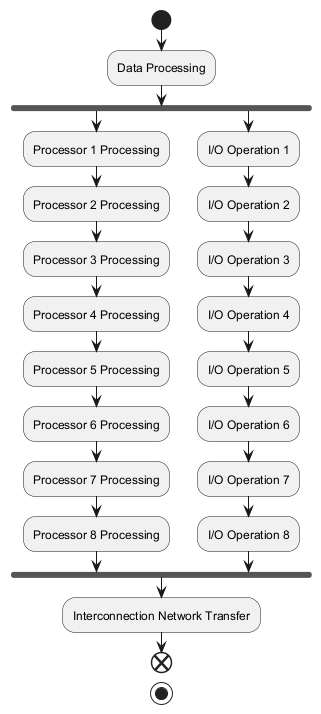 Data Processing
Processor 1 Processing
I/O Operation 1
Processor 2 Processing
I/O Operation 2
Processor 3 Processing
I/O Operation 3
Processor 4 Processing
I/O Operation 4
Processor 5 Processing
I/O Operation 5
Processor 6 Processing
I/O Operation 6
Processor 7 Processing
I/O Operation 7
Processor 8 Processing
I/O Operation 8
Interconnection Network Transfer